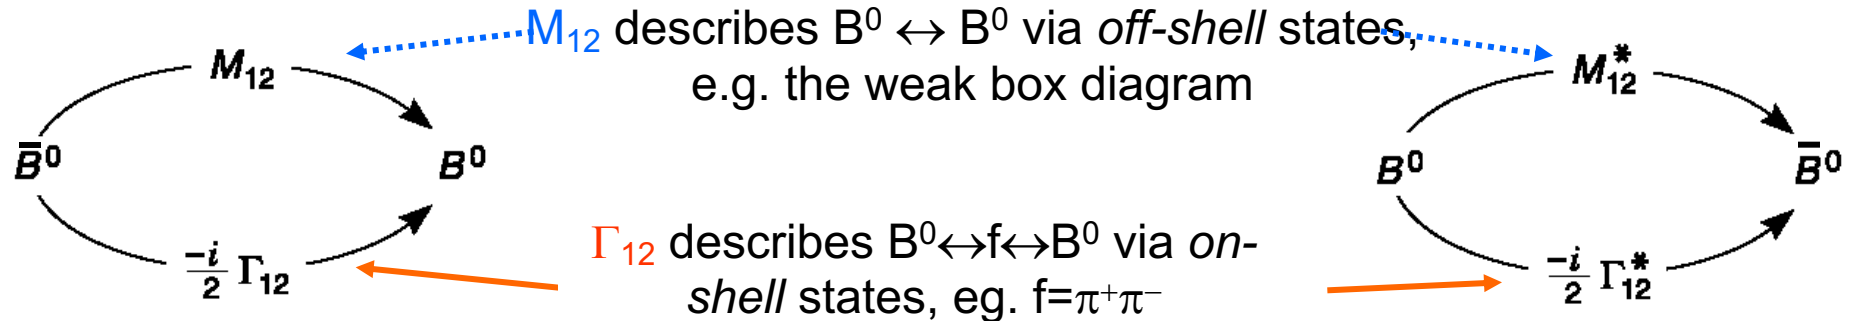 M₁₂ describes B⁰ ↔ B⁰ via off-shell states,
e.g. the weak box diagram
M₁₂
B̅⁰
B⁰
−i/2 Γ₁₂
M₁₂*
B⁰
B̅⁰
−i/2 Γ₁₂*
Γ₁₂ describes B⁰↔f↔B⁰ via on-
shell states, eg. f=π⁺π⁻